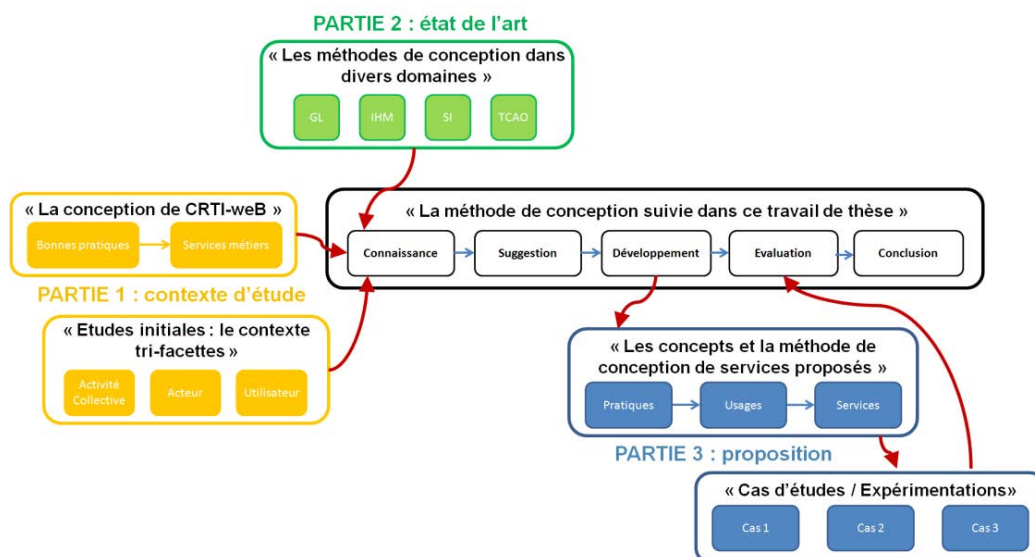 PARTIE 2 : état de l'art
« Les méthodes de conception dans
divers domaines »
GL
IHM
SI
TCAO
« La conception de CRTI-weB »
Bonnes pratiques
Services métiers
PARTIE 1 : contexte d'étude
« Etudes initiales : le contexte
tri-facettes »
Activité
Collective
Acteur
Utilisateur
« La méthode de conception suivie dans ce travail de thèse »
Connaissance
Suggestion
Développement
Evaluation
Conclusion
« Les concepts et la méthode de
conception de services proposés »
Pratiques
Usages
Services
PARTIE 3 : proposition
« Cas d'études / Expérimentations»
Cas 1
Cas 2
Cas 3